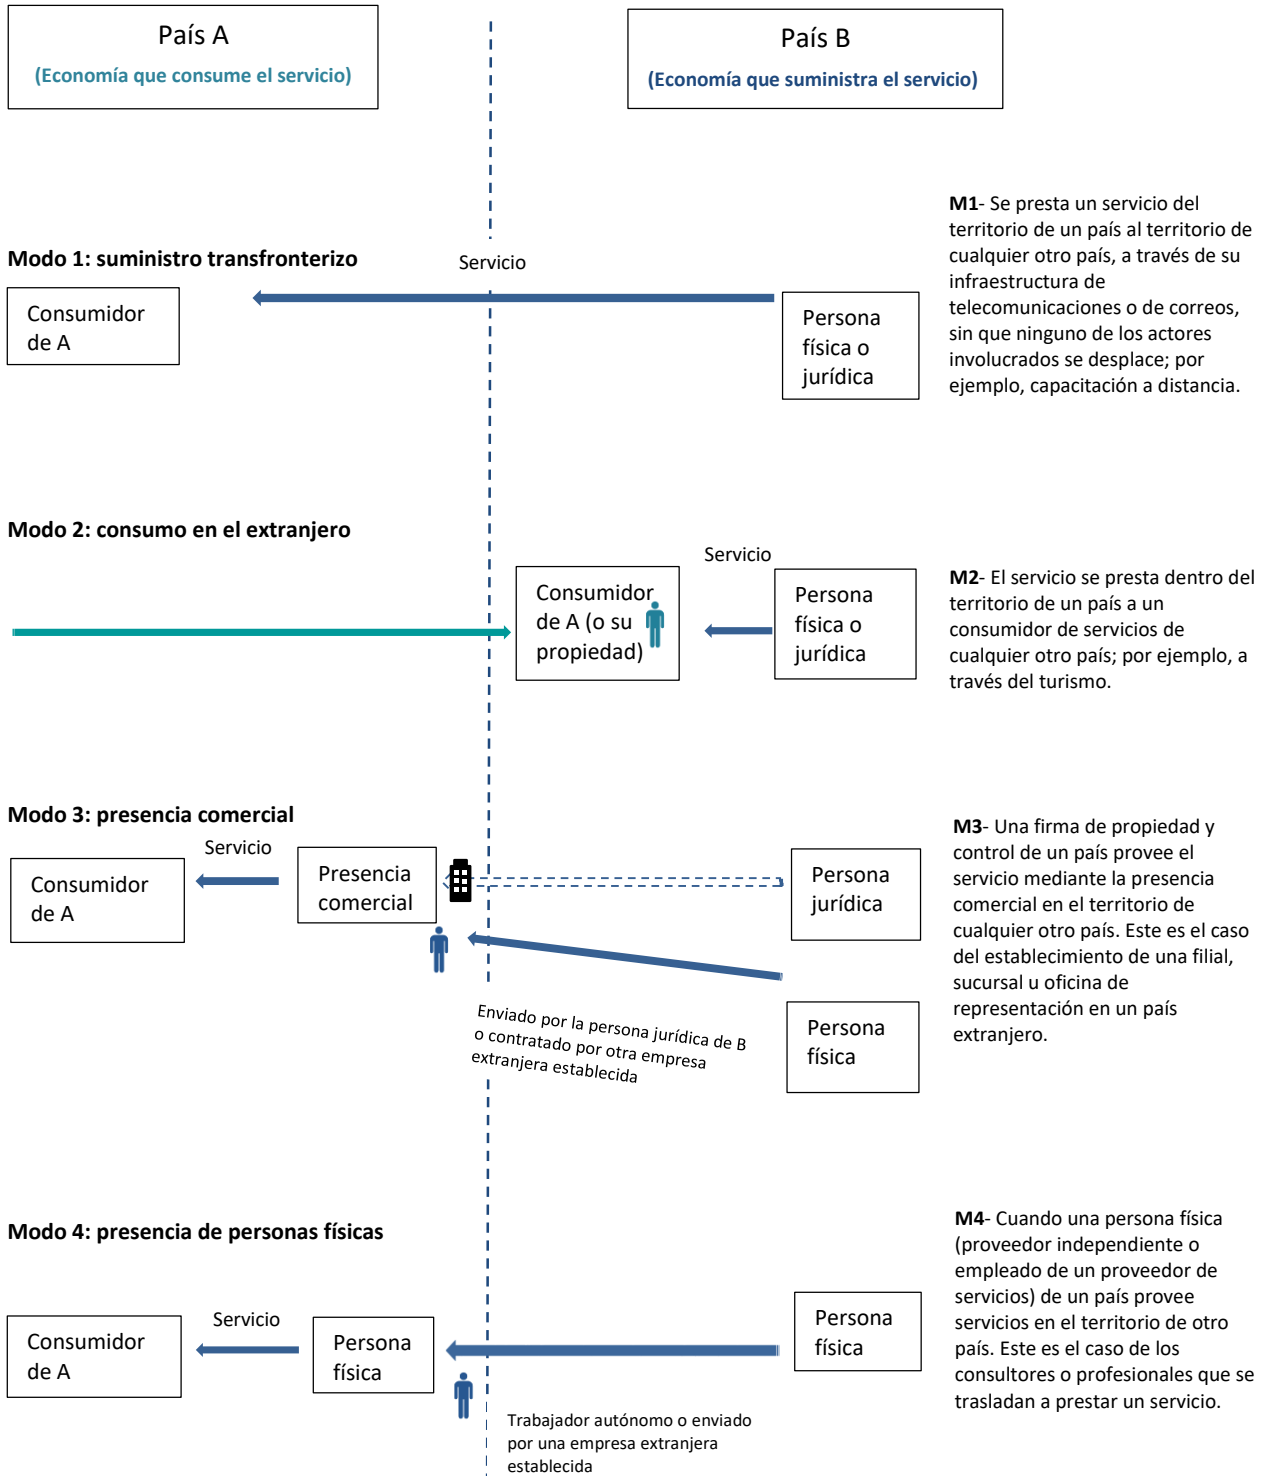 País A
(Economía que consume el servicio)
País B
(Economía que suministra el servicio)
Modo 1: suministro transfronterizo
Servicio
Consumidor
de A
Persona
física o
jurídica
M1- Se presta un servicio del
territorio de un país al territorio de
cualquier otro país, a través de su
infraestructura de
telecomunicaciones o de correos,
sin que ninguno de los actores
involucrados se desplace; por
ejemplo, capacitación a distancia.
Modo 2: consumo en el extranjero
Servicio
Consumidor
de A (o su
propiedad)
Persona
física o
jurídica
M2- El servicio se presta dentro del
territorio de un país a un
consumidor de servicios de
cualquier otro país; por ejemplo, a
través del turismo.
Modo 3: presencia comercial
Servicio
Consumidor
de A
Presencia
comercial
Persona
jurídica
Enviado por la persona jurídica de B
o contratado por otra empresa
extranjera establecida
Persona
física
M3- Una firma de propiedad y
control de un país provee el
servicio mediante la presencia
comercial en el territorio de
cualquier otro país. Este es el caso
del establecimiento de una filial,
sucursal u oficina de
representación en un país
extranjero.
Modo 4: presencia de personas físicas
Servicio
Consumidor
de A
Persona
física
Persona
física
Trabajador autónomo o enviado
por una empresa extranjera
establecida
M4- Cuando una persona física
(proveedor independiente o
empleado de un proveedor de
servicios) de un país provee
servicios en el territorio de otro
país. Este es el caso de los
consultores o profesionales que se
trasladan a prestar un servicio.